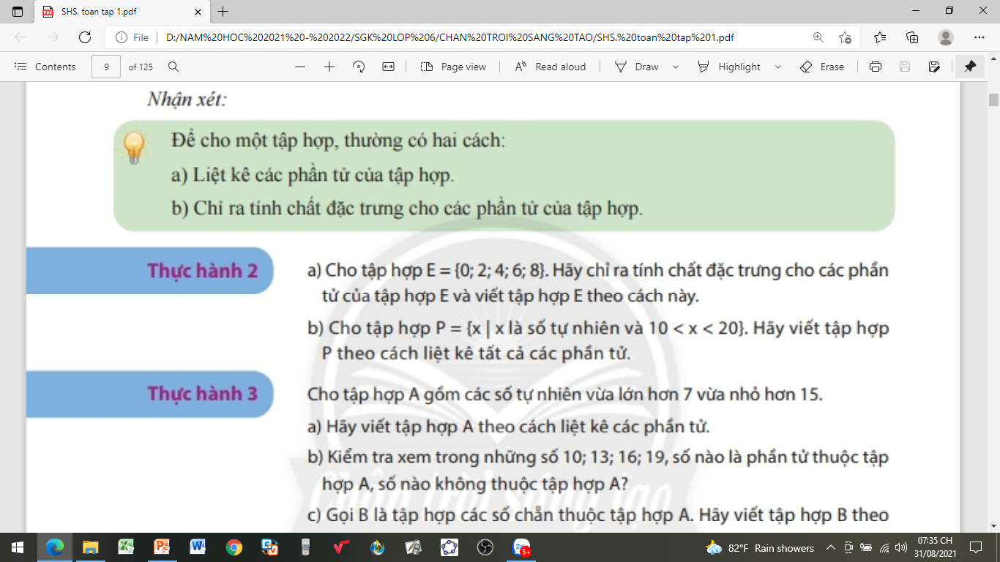 SHS. toan tap 1.pdf
File
D:/NAM%20HOC%202021%20-%202022/SGK%20LOP%206/CHAN%20TROI%20SANG%20TAO/SHS.%20toan%20tap%201.pdf
Contents 9 of 125 Page view Read aloud Draw Highlight Erase
Nhận xét:
Để cho một tập hợp, thường có hai cách:
a) Liệt kê các phần tử của tập hợp.
b) Chỉ ra tính chất đặc trưng cho các phần tử của tập hợp.
Thực hành 2
a) Cho tập hợp E = {0; 2; 4; 6; 8}. Hãy chỉ ra tính chất đặc trưng cho các phần
tử của tập hợp E và viết tập hợp E theo cách này.
b) Cho tập hợp P = {x | x là số tự nhiên và 10 < x < 20}. Hãy viết tập hợp
P theo cách liệt kê tất cả các phần tử.
Thực hành 3
Cho tập hợp A gồm các số tự nhiên vừa lớn hơn 7 vừa nhỏ hơn 15.
a) Hãy viết tập hợp A theo cách liệt kê các phần tử.
b) Kiểm tra xem trong những số 10; 13; 16; 19, số nào là phần tử thuộc tập
hợp A, số nào không thuộc tập hợp A?
c) Gọi B là tập hợp các số chẵn thuộc tập hợp A. Hãy viết tập hợp B theo
Chân trời sáng tạo
82°F Rain showers
07:35 CH
31/08/2021